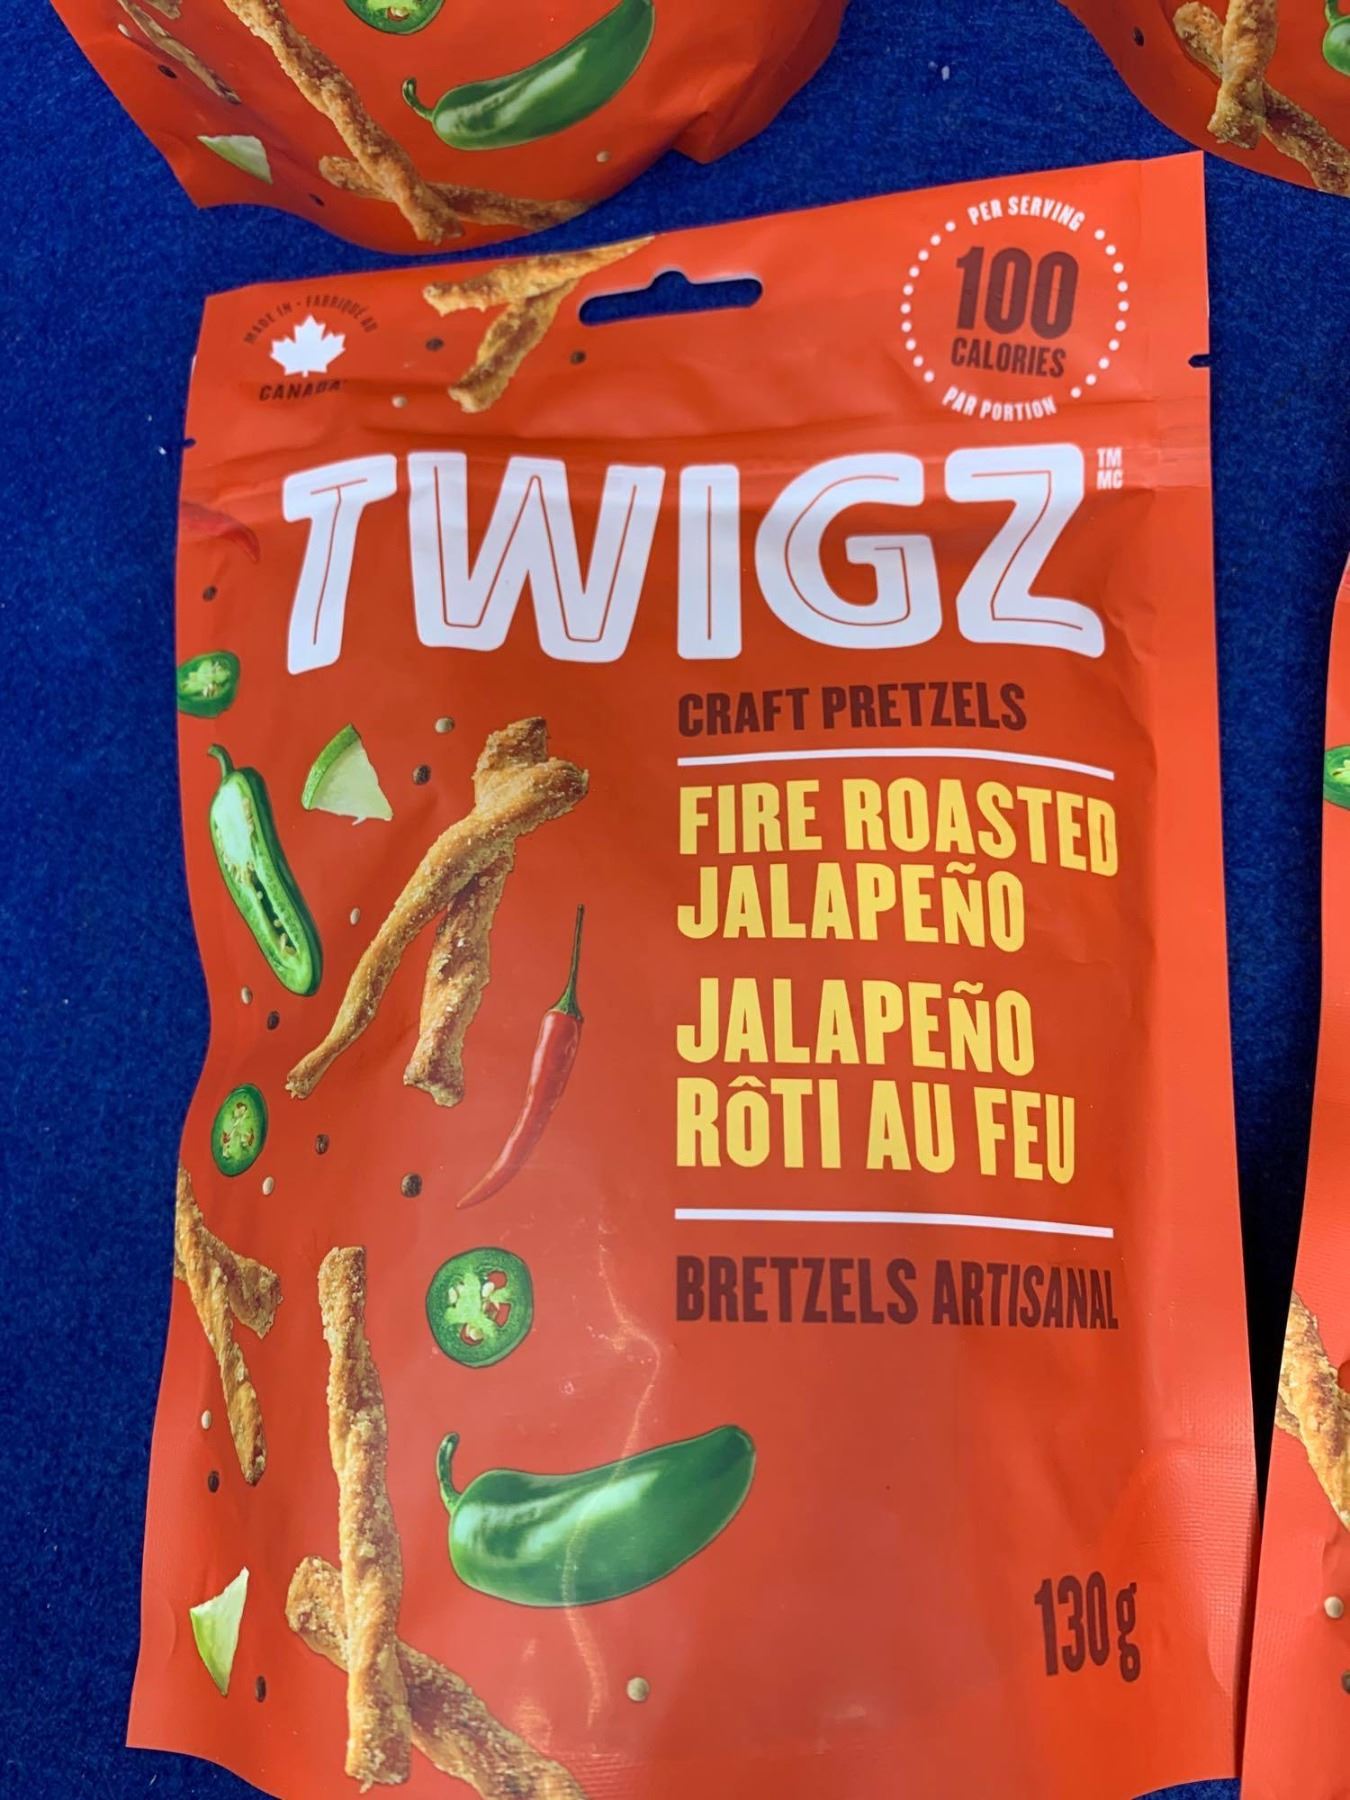 MADE IN · FABRIQUÉ AU
CANADA
PER SERVING
100
CALORIES
PAR PORTION
TWIGZ
TM
MC
CRAFT PRETZELS
FIRE ROASTED
JALAPEÑO
JALAPEÑO
RÔTI AU FEU
BRETZELS ARTISANAL
130 g